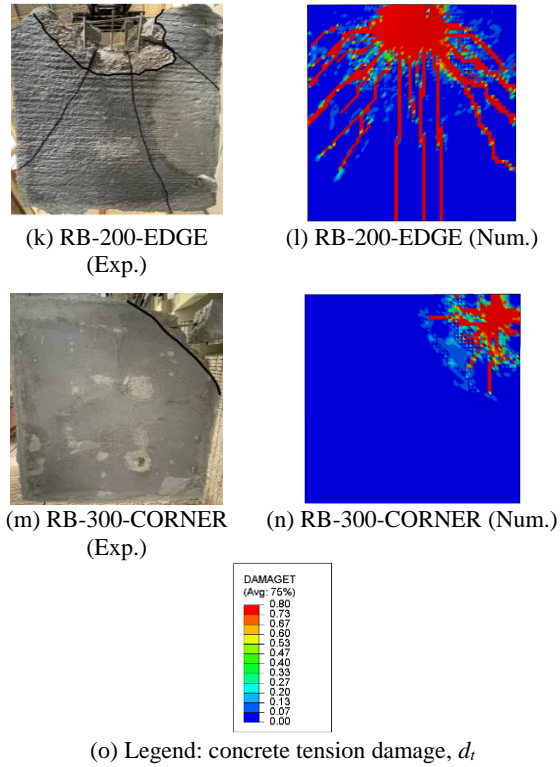 (k) RB-200-EDGE
(Exp.)
(l) RB-200-EDGE (Num.)
(m) RB-300-CORNER
(Exp.)
(n) RB-300-CORNER (Num.)
DAMAGET
(Avg: 75%)
0.80
0.73
0.67
0.60
0.53
0.47
0.40
0.33
0.27
0.20
0.13
0.07
0.00
(o) Legend: concrete tension damage, dt